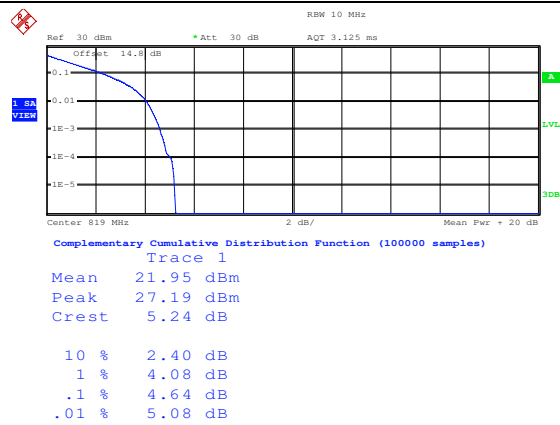 RBW 10 MHz
Ref 30 dBm * Att 30 dB AQT 3.125 ms
Offset 14.8 dB
0.1
A
0.01
1 SA
VIEW
1E-3
LVL
1E-4
1E-5
3DB
Center 819 MHz 2 dB/ Mean Pwr + 20 dB
Complementary Cumulative Distribution Function (100000 samples)
Trace 1
Mean 21.95 dBm
Peak 27.19 dBm
Crest 5.24 dB
10 % 2.40 dB
1 % 4.08 dB
.1 % 4.64 dB
.01 % 5.08 dB